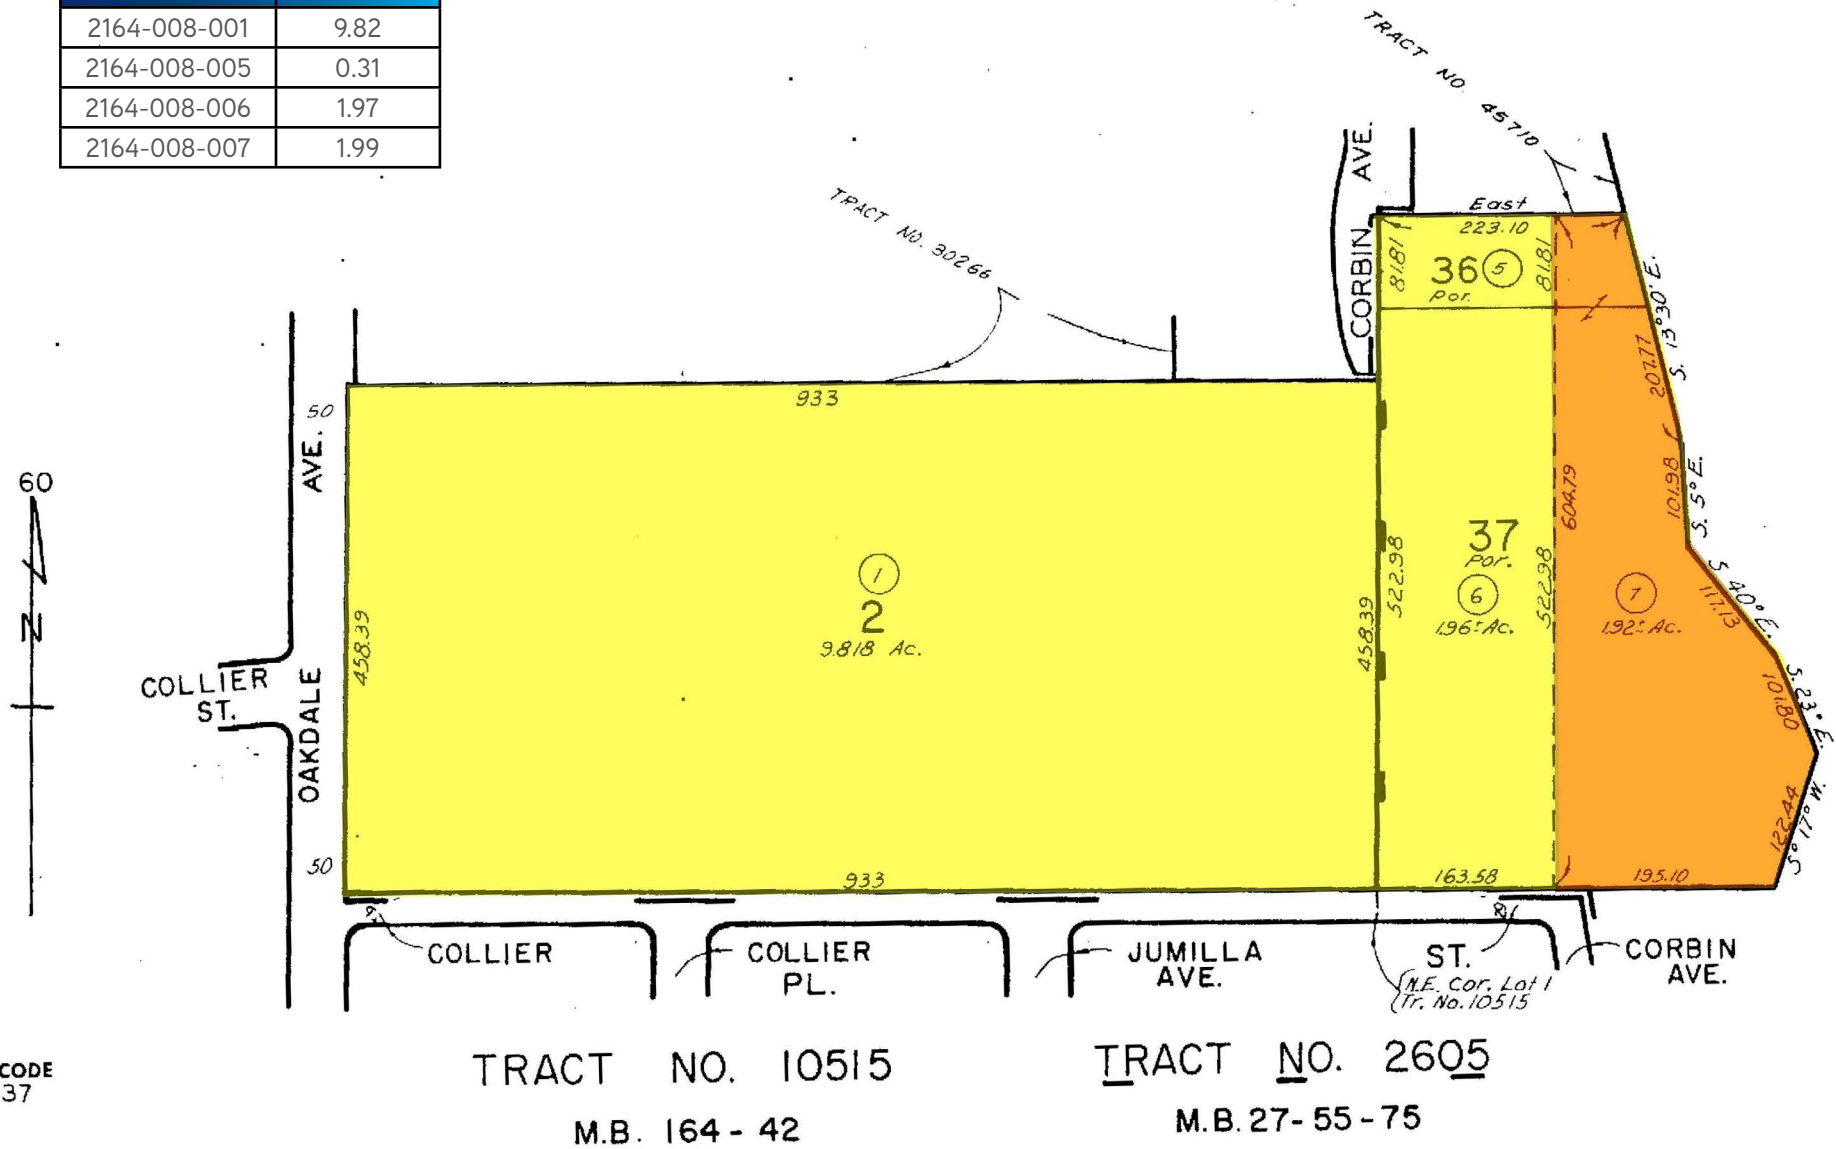 2164-008-001 9.82
2164-008-005 0.31
2164-008-006 1.97
2164-008-007 1.99
TRACT NO. 45710
TRACT NO. 30266
CORBIN AVE.
East
223.10
81.81
81.81
36 5
Por.
S. 13°30' E.
207.77
933
50
OAKDALE AVE.
60
N
458.39
1
2
9.818 Ac.
458.39
522.98
37
Por.
6
1.96± Ac.
522.98
604.79
7
1.92± Ac.
101.98
S. 5° E.
S. 40° E.
117.13
S. 23° E.
101.80
122.44
S. 17° W.
COLLIER
ST.
50
933
163.58
195.10
COLLIER
COLLIER
PL.
JUMILLA
AVE.
ST.
CORBIN
AVE.
N.E. Cor. Lot 1
Tr. No. 10515
CODE
37
TRACT NO. 10515
M.B. 164 - 42
TRACT NO. 2605
M.B. 27 - 55 - 75